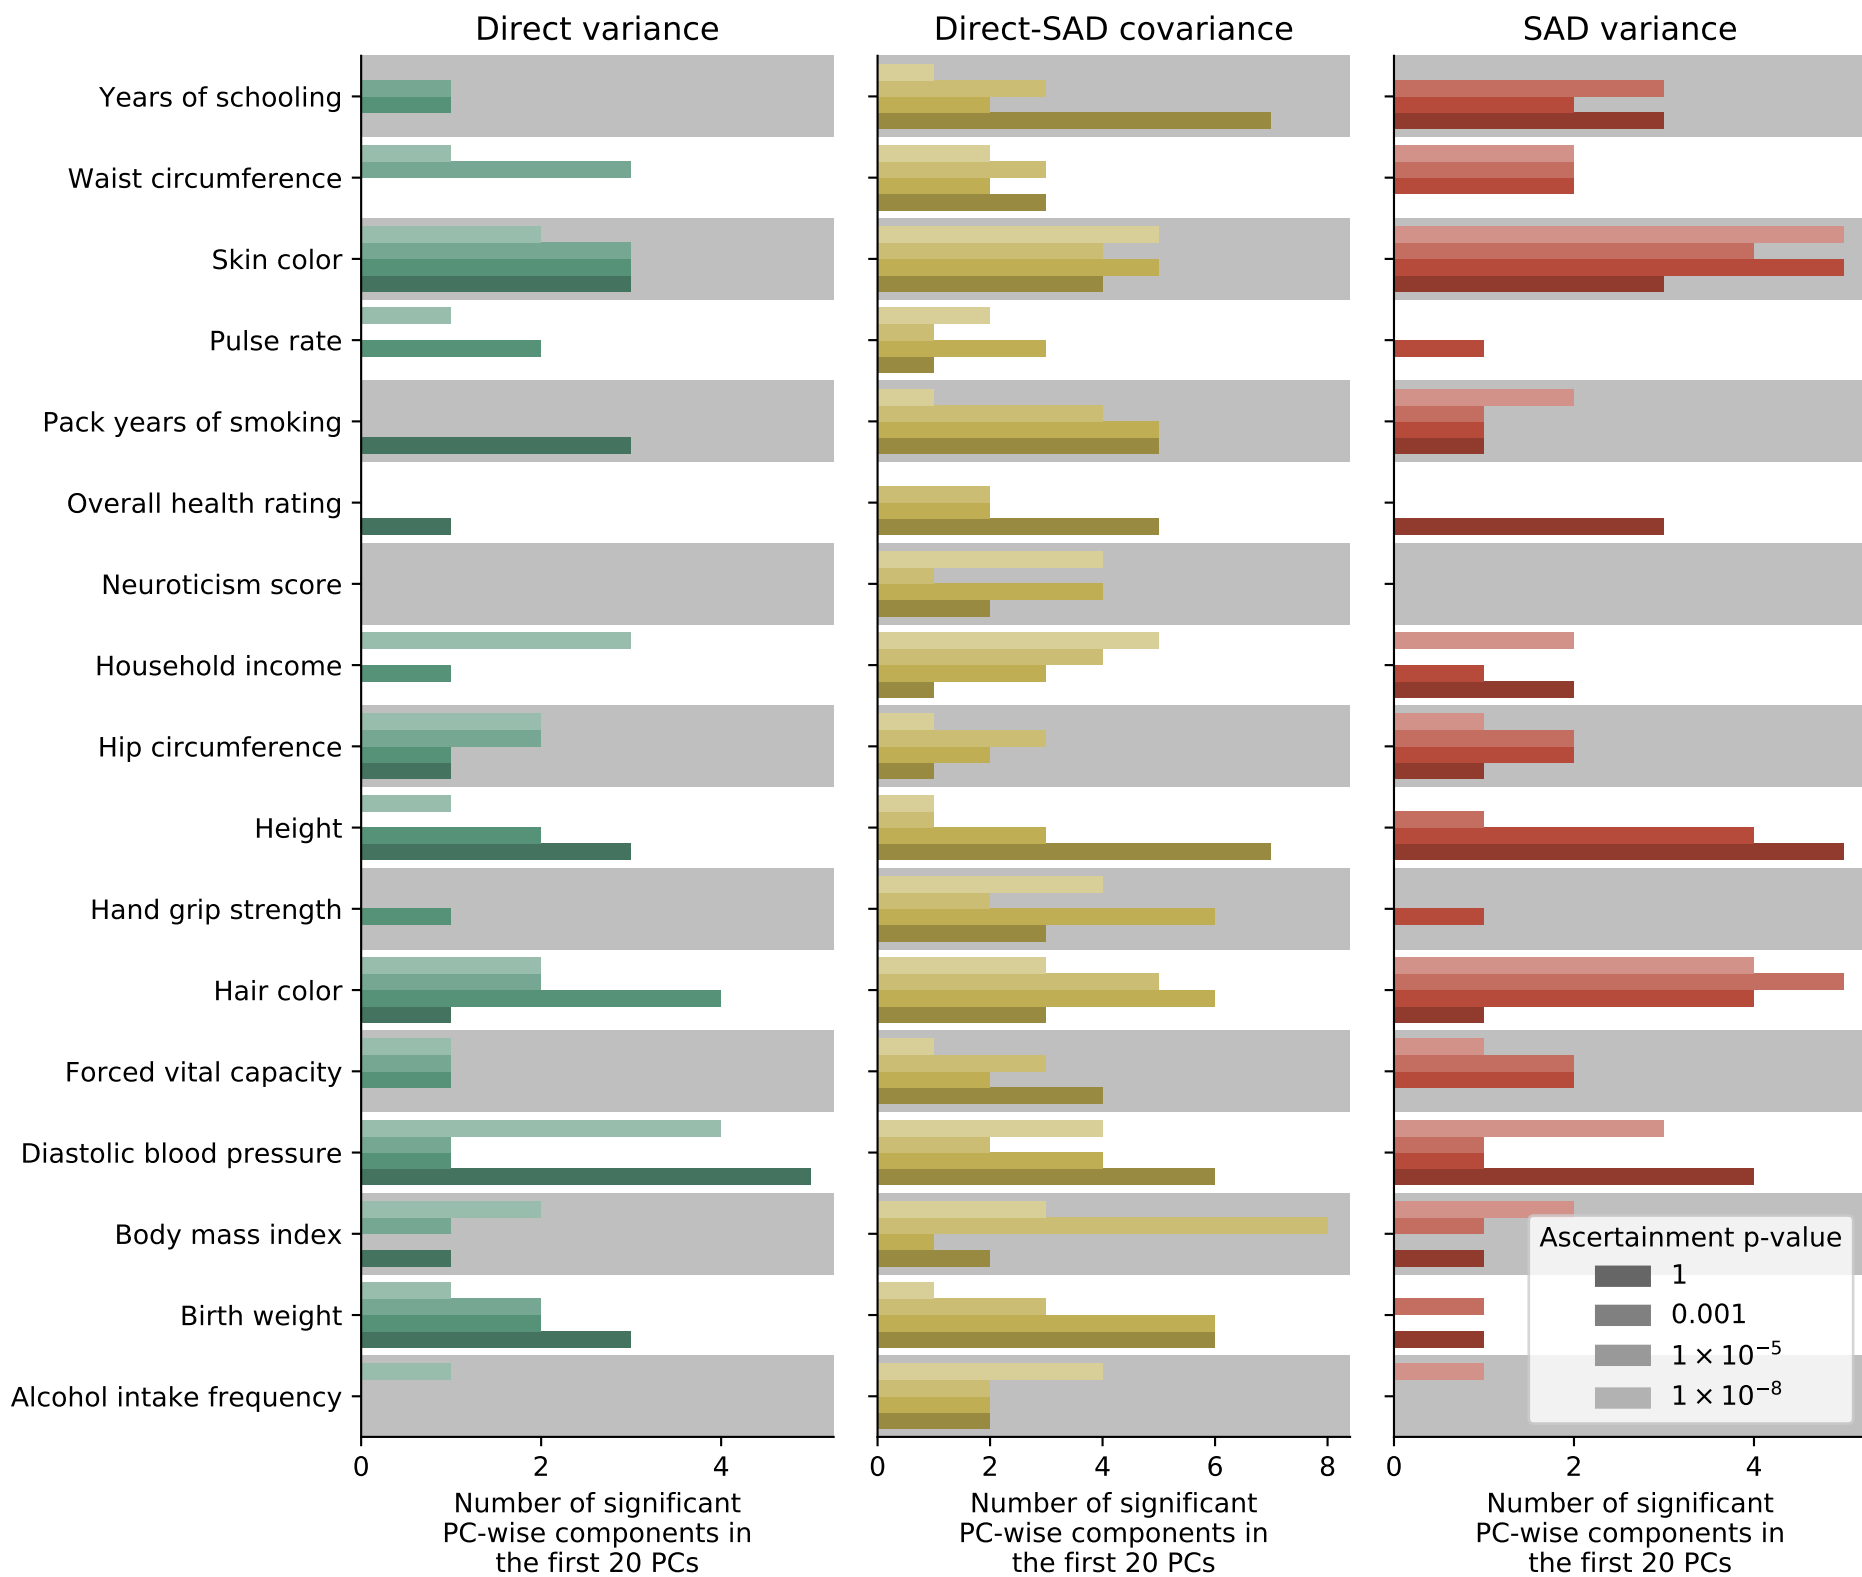 Direct variance
Direct-SAD covariance
SAD variance
Years of schooling
Waist circumference
Skin color
Pulse rate
Pack years of smoking
Overall health rating
Neuroticism score
Household income
Hip circumference
Height
Hand grip strength
Hair color
Forced vital capacity
Diastolic blood pressure
Body mass index
Birth weight
Alcohol intake frequency
Ascertainment p-value
1
0.001
1 × 10⁻⁵
1 × 10⁻⁸
0 2 4
0 2 4 6 8
0 2 4
Number of significant
PC-wise components in
the first 20 PCs
Number of significant
PC-wise components in
the first 20 PCs
Number of significant
PC-wise components in
the first 20 PCs